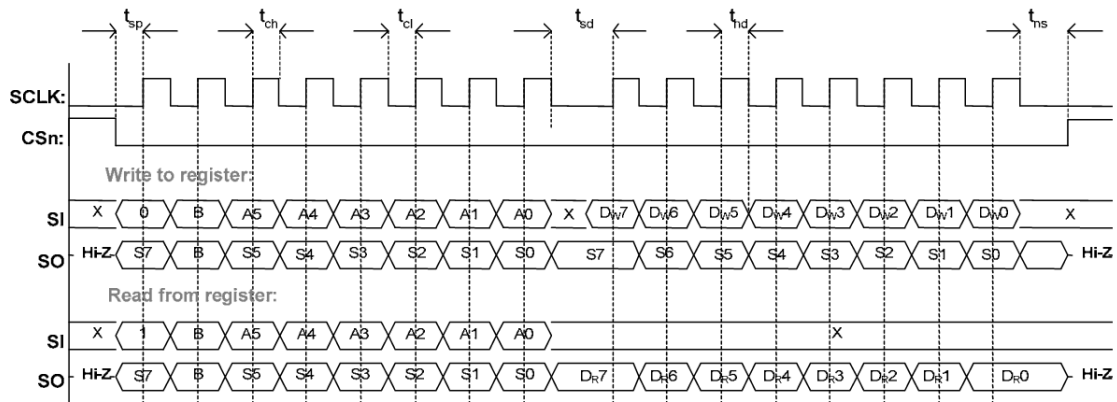 tsp tch tcl tsd thd tns
SCLK:
CSn:
Write to register:
SI X 0 B A5 A4 A3 A2 A1 A0 X DW7 DW6 DW5 DW4 DW3 DW2 DW1 DW0 X
SO Hi-Z S7 B S5 S4 S3 S2 S1 S0 S7 S6 S5 S4 S3 S2 S1 S0 Hi-Z
Read from register:
SI X 1 B A5 A4 A3 A2 A1 A0 X
SO Hi-Z S7 B S5 S4 S3 S2 S1 S0 DR7 DR6 DR5 DR4 DR3 DR2 DR1 DR0 Hi-Z